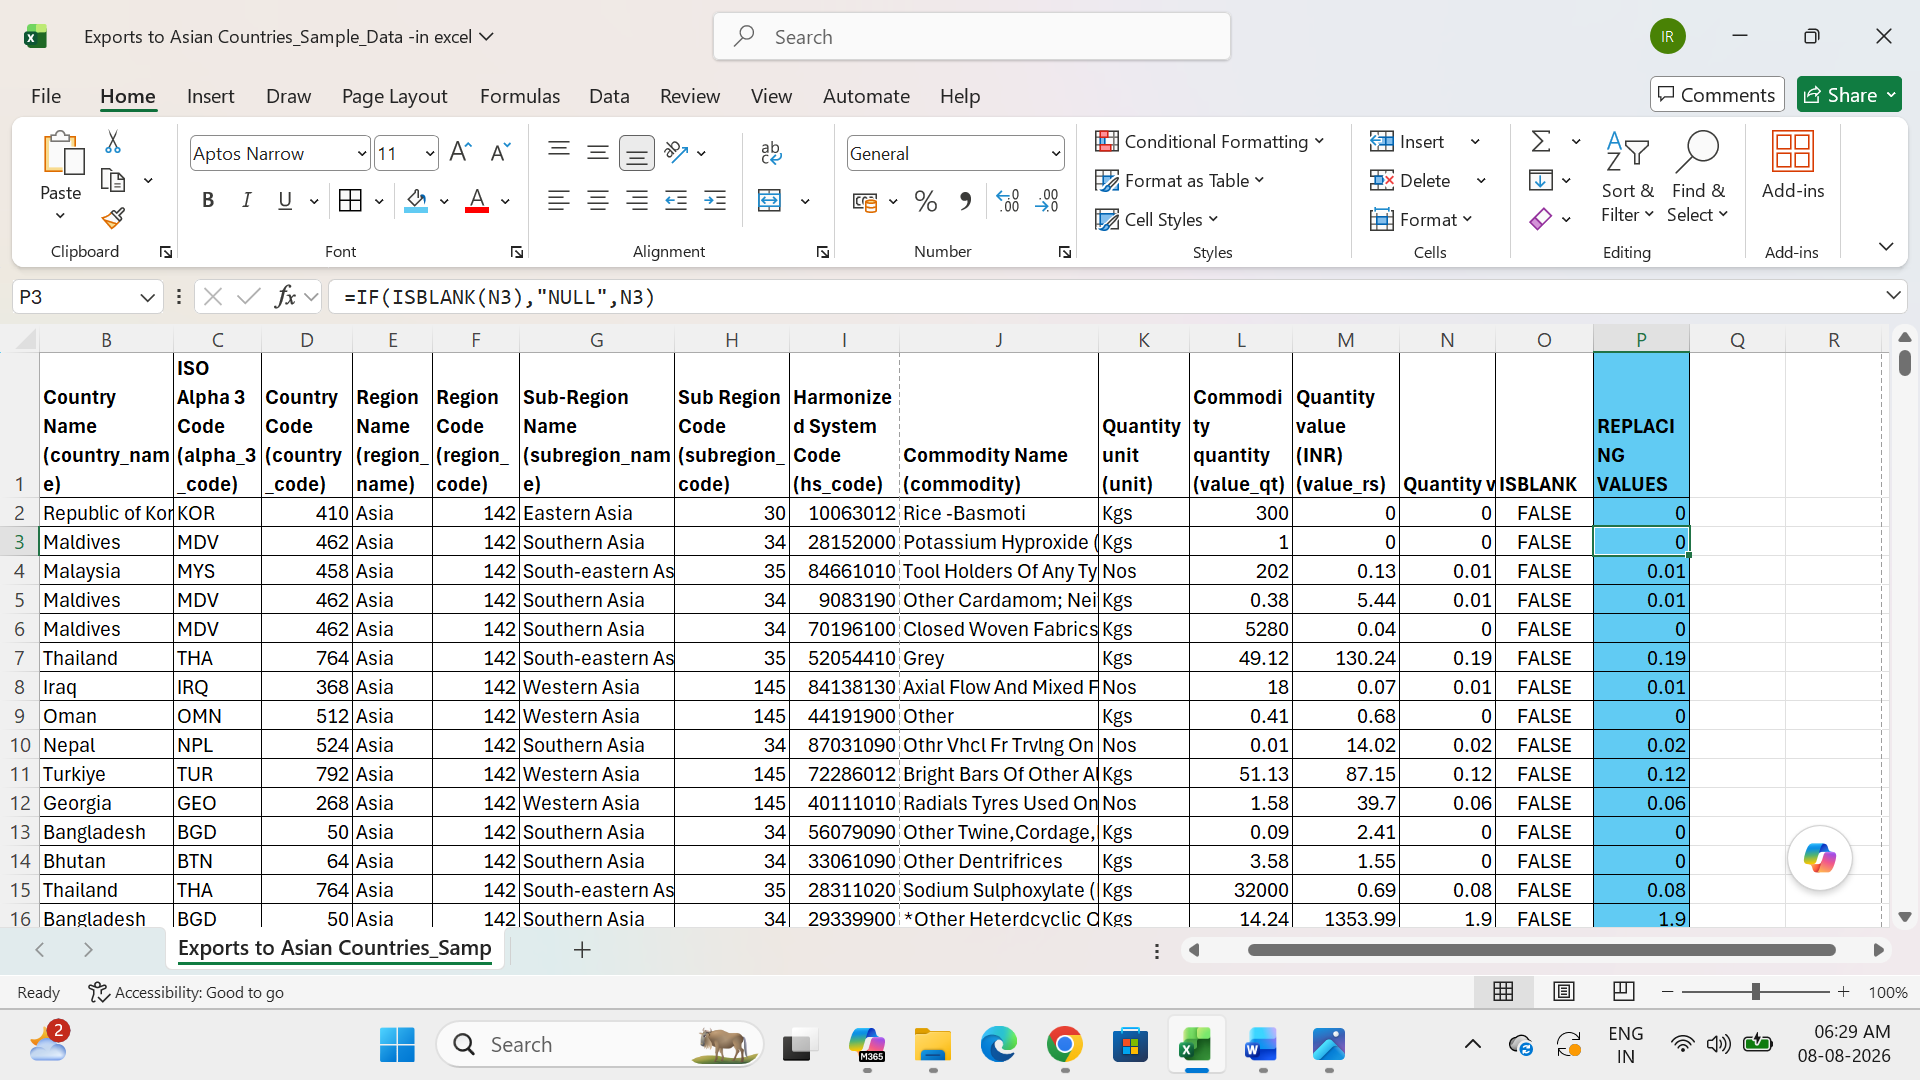 Exports to Asian Countries_Sample_Data -in excel
Search
IR
File Home Insert Draw Page Layout Formulas Data Review View Automate Help
Comments Share
Paste
Clipboard
Aptos Narrow 11
B I U
Font
ab
Alignment
General
% 
Number
Conditional Formatting
Format as Table
Cell Styles
Styles
Insert
Delete
Format
Cells
Sort & Filter
Find & Select
Editing
Add-ins
Add-ins
P3 fx =IF(ISBLANK(N3),"NULL",N3)
B C D E F G H I J K L M N O P Q R
1 Country Name (country_name) ISO Alpha 3 Code (alpha_3_code) Country Code (country_code) Region Name (region_name) Region Code (region_code) Sub-Region Name (subregion_name) Sub Region Code (subregion_code) Harmonized System Code (hs_code) Commodity Name (commodity) Quantity unit (unit) Commodity quantity (value_qt) Quantity value (INR) (value_rs) Quantity v ISBLANK REPLACING VALUES
2 Republic of Kor KOR 410 Asia 142 Eastern Asia 30 10063012 Rice -Basmoti Kgs 300 0 0 FALSE 0
3 Maldives MDV 462 Asia 142 Southern Asia 34 28152000 Potassium Hyproxide ( Kgs 1 0 0 FALSE 0
4 Malaysia MYS 458 Asia 142 South-eastern As 35 84661010 Tool Holders Of Any Ty Nos 202 0.13 0.01 FALSE 0.01
5 Maldives MDV 462 Asia 142 Southern Asia 34 9083190 Other Cardamom; Nei Kgs 0.38 5.44 0.01 FALSE 0.01
6 Maldives MDV 462 Asia 142 Southern Asia 34 70196100 Closed Woven Fabrics Kgs 5280 0.04 0 FALSE 0
7 Thailand THA 764 Asia 142 South-eastern As 35 52054410 Grey Kgs 49.12 130.24 0.19 FALSE 0.19
8 Iraq IRQ 368 Asia 142 Western Asia 145 84138130 Axial Flow And Mixed F Nos 18 0.07 0.01 FALSE 0.01
9 Oman OMN 512 Asia 142 Western Asia 145 44191900 Other Kgs 0.41 0.68 0 FALSE 0
10 Nepal NPL 524 Asia 142 Southern Asia 34 87031090 Othr Vhcl Fr Trvlng On Nos 0.01 14.02 0.02 FALSE 0.02
11 Turkiye TUR 792 Asia 142 Western Asia 145 72286012 Bright Bars Of Other Al Kgs 51.13 87.15 0.12 FALSE 0.12
12 Georgia GEO 268 Asia 142 Western Asia 145 40111010 Radials Tyres Used On Nos 1.58 39.7 0.06 FALSE 0.06
13 Bangladesh BGD 50 Asia 142 Southern Asia 34 56079090 Other Twine,Cordage, Kgs 0.09 2.41 0 FALSE 0
14 Bhutan BTN 64 Asia 142 Southern Asia 34 33061090 Other Dentrifrices Kgs 3.58 1.55 0 FALSE 0
15 Thailand THA 764 Asia 142 South-eastern As 35 28311020 Sodium Sulphoxylate ( Kgs 32000 0.69 0.08 FALSE 0.08
16 Bangladesh BGD 50 Asia 142 Southern Asia 34 29339900 *Other Heterdcyclic C Kgs 14.24 1353.99 1.9 FALSE 1.9
Exports to Asian Countries_Samp
Ready Accessibility: Good to go 100%
2 Search M365 ENG IN 06:29 AM 08-08-2026